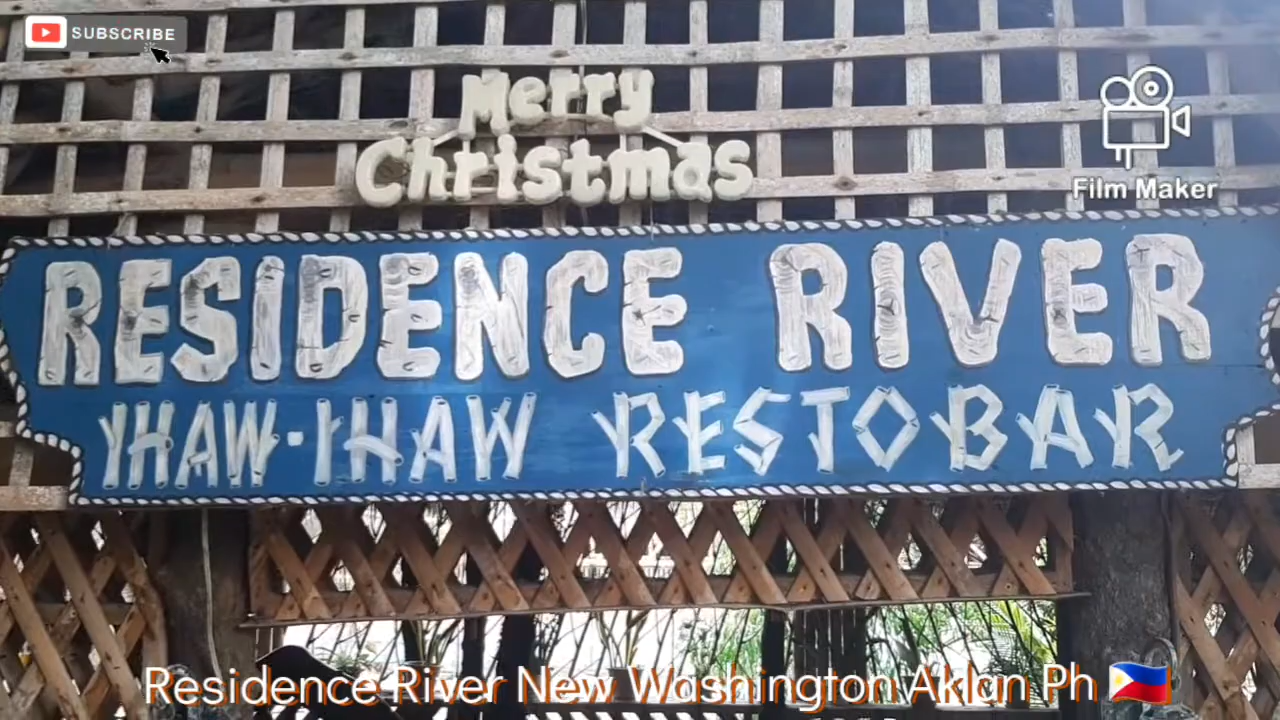 SUBSCRIBE
Merry
Christmas
Film Maker
RESIDENCE RIVER
IHAW-IHAW RESTOBAR
Residence River New Washington Aklan Ph 🇵🇭